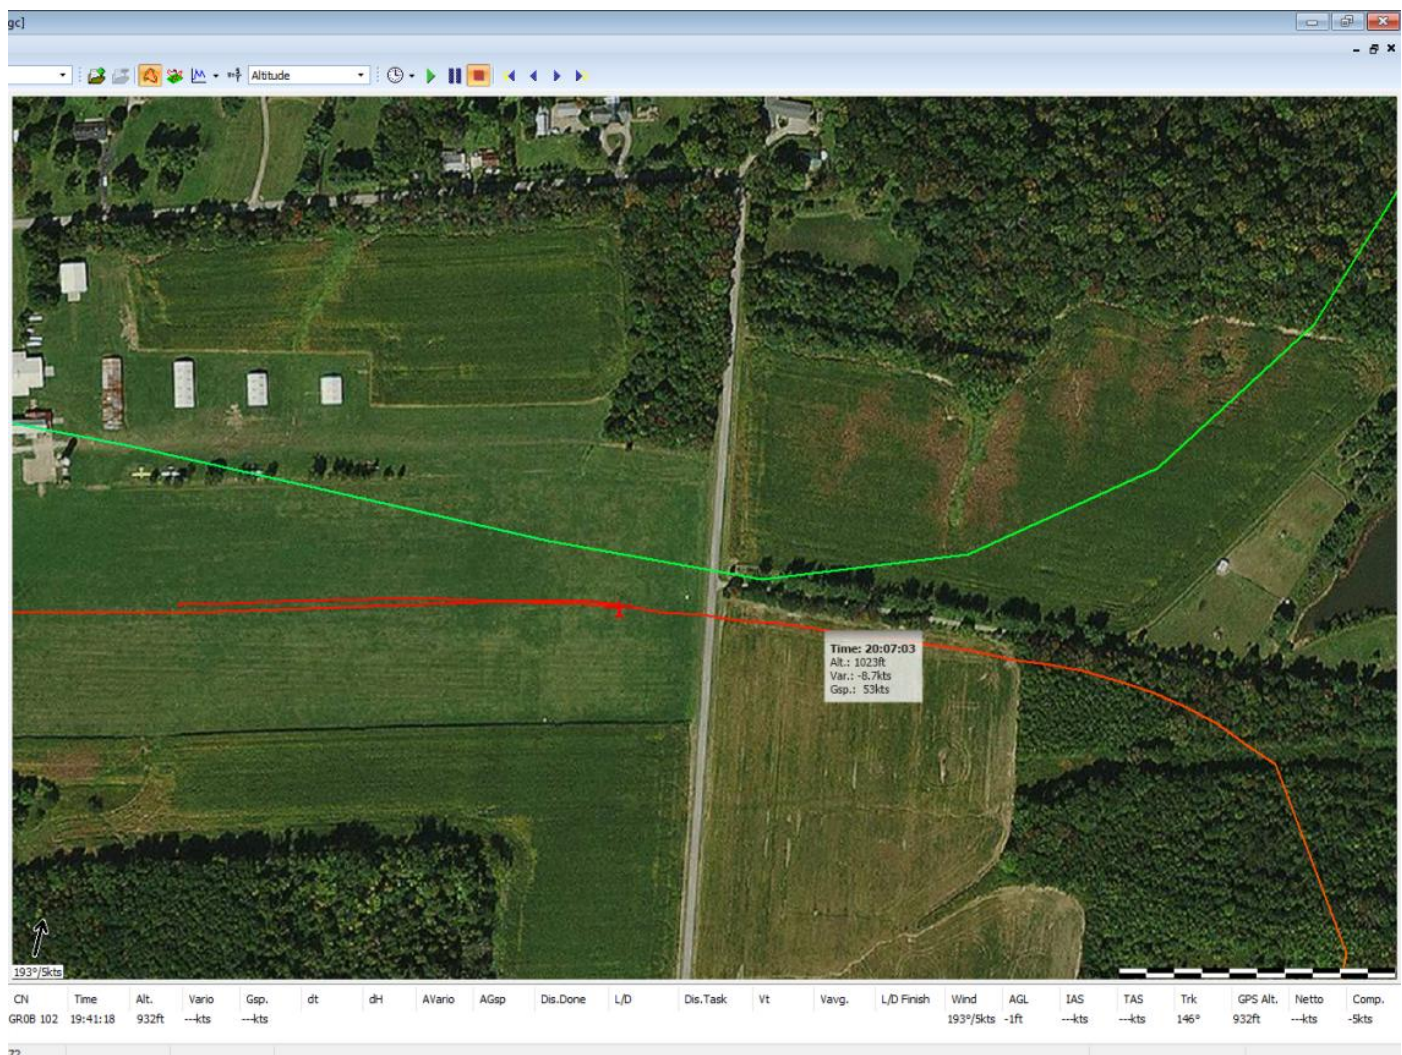 gc]
Altitude
Time: 20:07:03
Alt.: 1023ft
Var.: -8.7kts
Gsp.: 53kts
193°/5kts
CN Time Alt. Vario Gsp. dt dH AVario AGsp Dis.Done L/D Dis.Task Vt Vavg. L/D Finish Wind AGL IAS TAS Trk GPS Alt. Netto Comp.
GROB 102 19:41:18 932ft ---kts ---kts 193°/5kts -1ft ---kts ---kts 146° 932ft ---kts -5kts